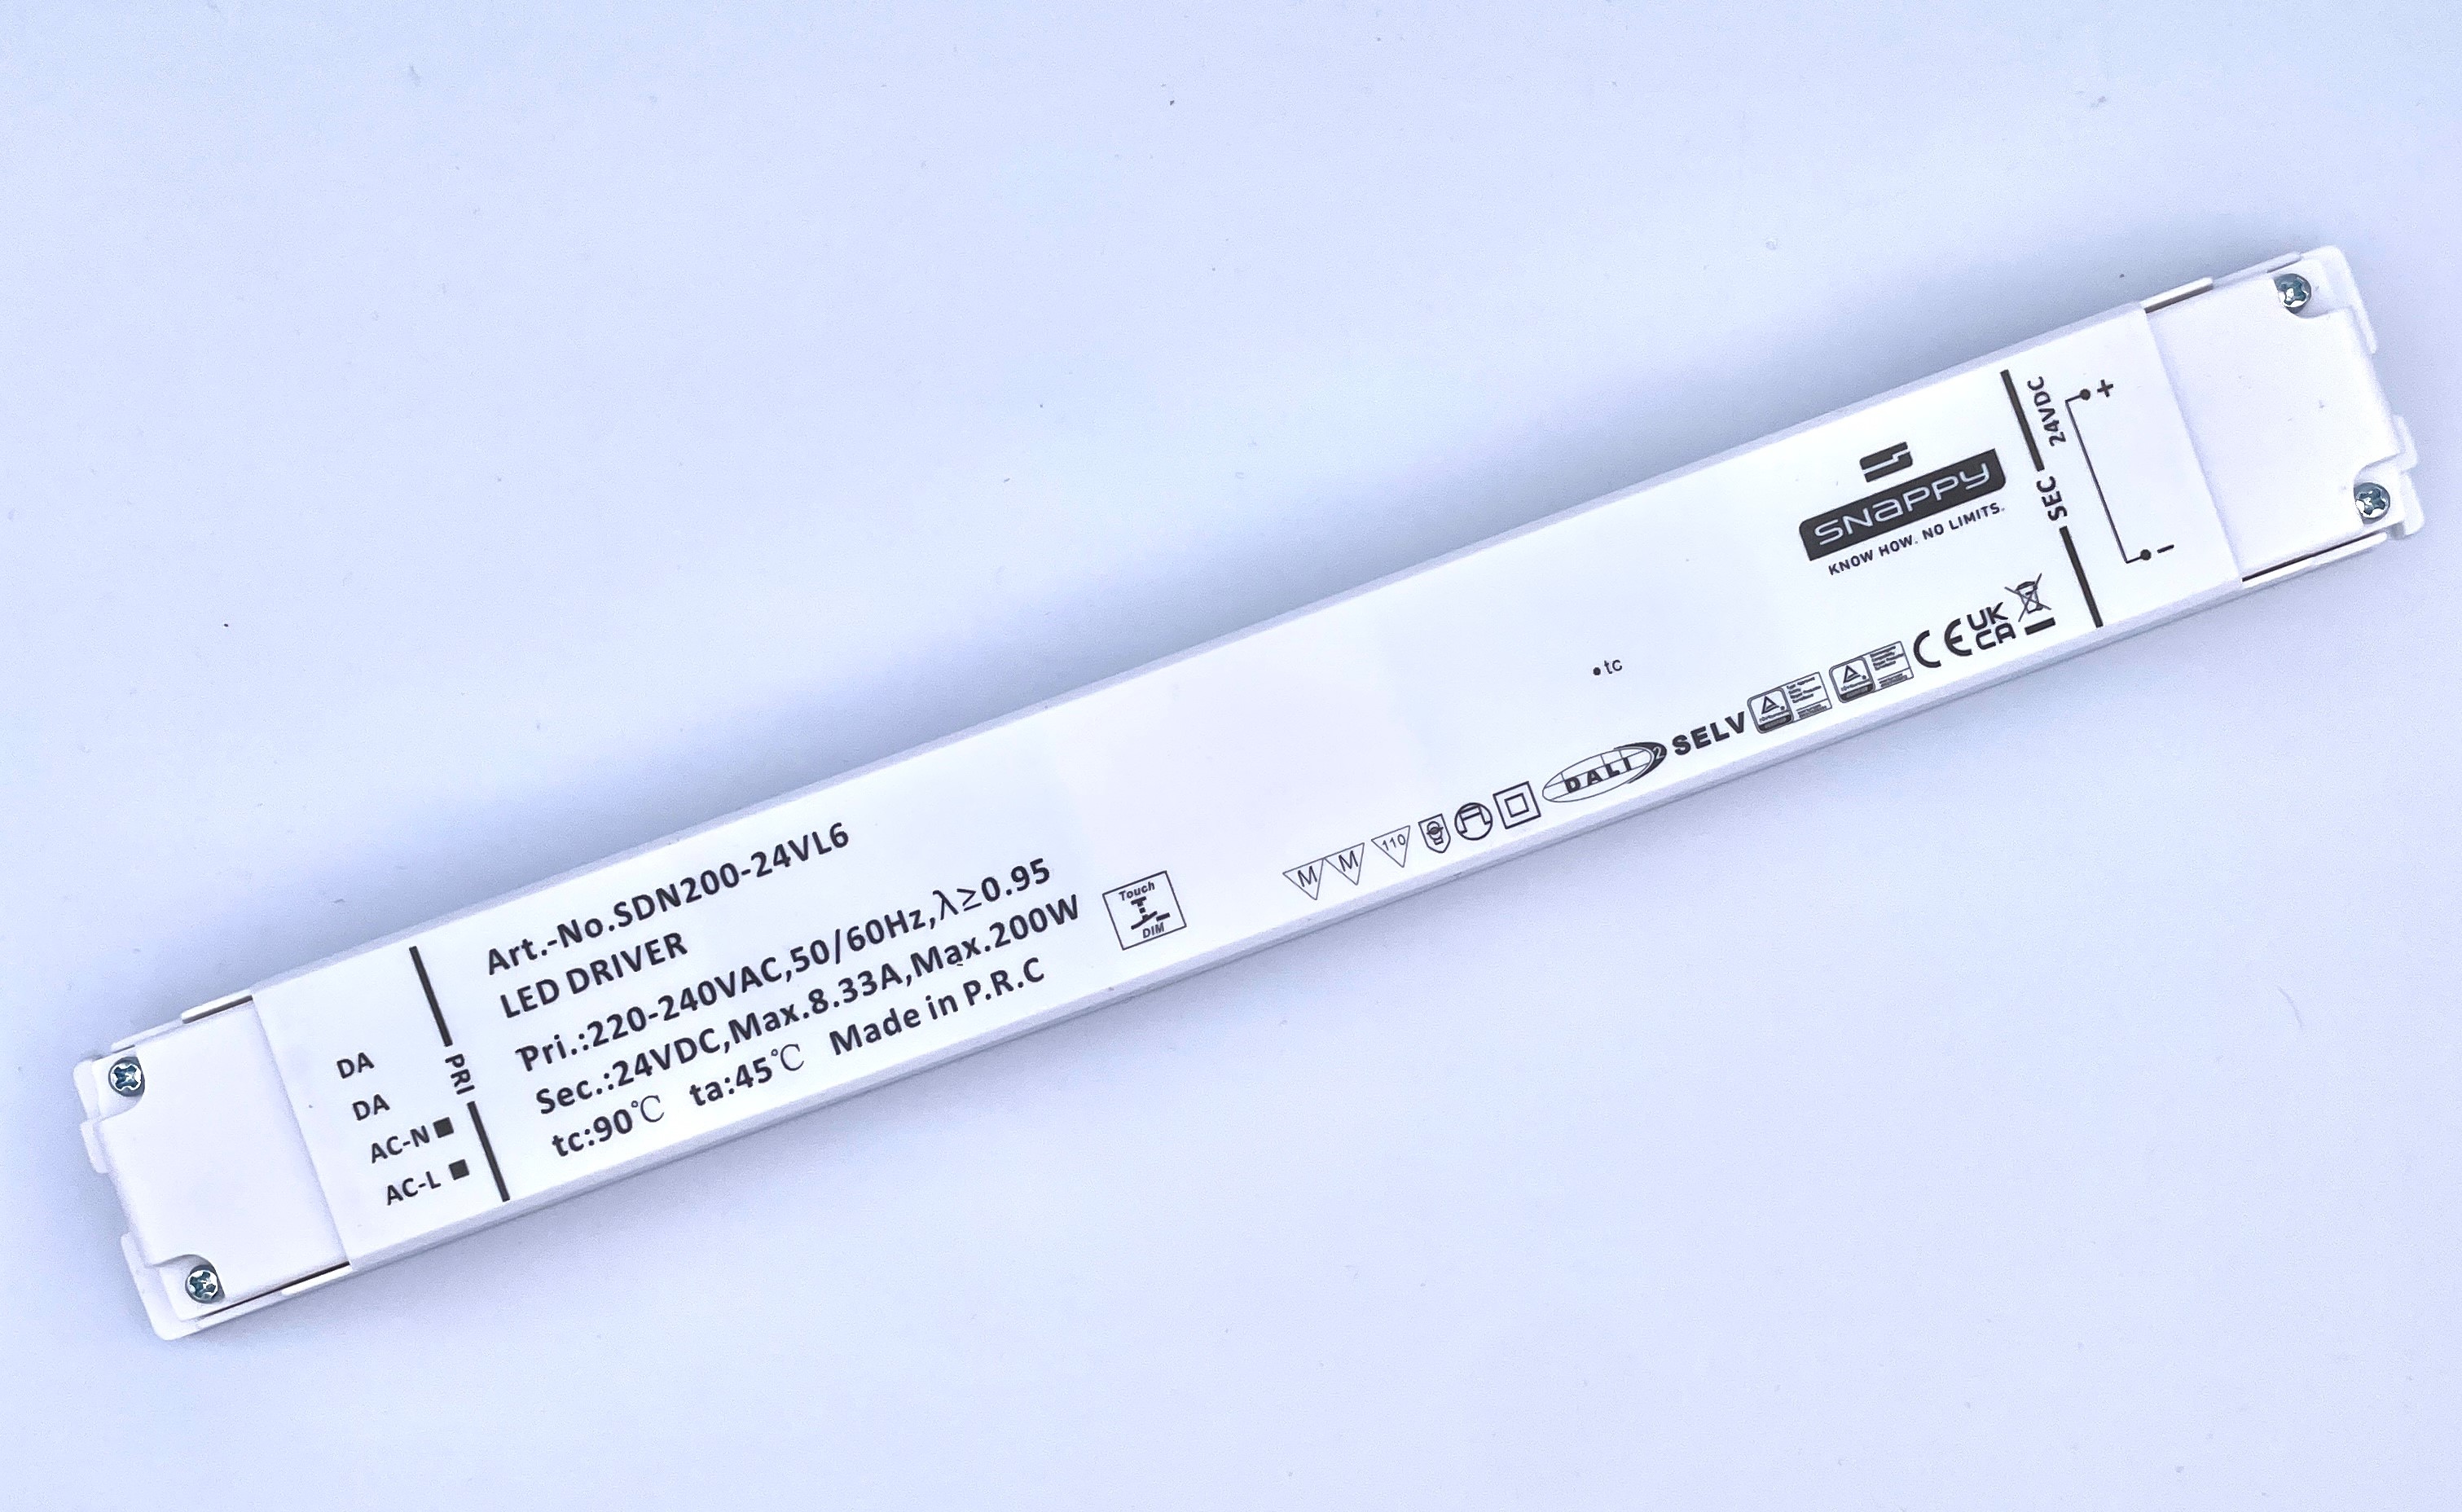 DA
DA
AC-N
AC-L
PRI
Art.-No.SDN200-24VL6
LED DRIVER
Pri.:220-240VAC,50/60Hz,λ≥0.95
Sec.:24VDC,Max.8.33A,Max.200W
tc:90℃ ta:45℃ Made in P.R.C
Touch
DIM
M M 110 DALI 2 SELV CE UK CA
•tc
SNAPPY
KNOW HOW. NO LIMITS.
SEC 24VDC
+
−